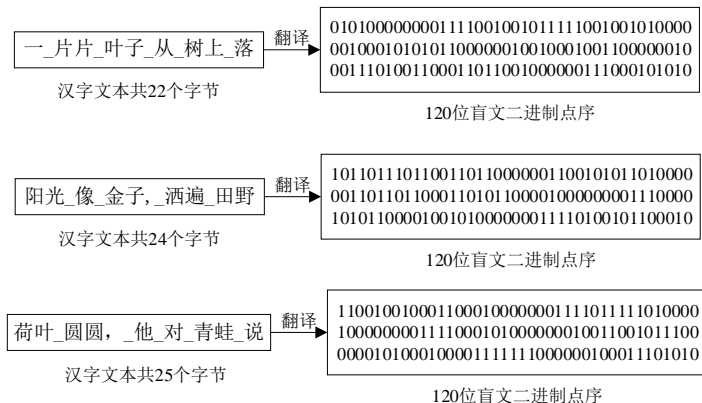 一_片片_叶子_从_树上_落
汉字文本共22个字节
翻译
0101000000001111001001011111001001010000
0010001010101100000010010001001100000010
0011101001100011011001000000111000101010
120位盲文二进制点序
阳光_像_金子,_洒遍_田野
汉字文本共24个字节
翻译
1011011101100110110000001100101011010000
0011011011000110101100001000000001110000
1010110000100101000000011110100101100010
120位盲文二进制点序
荷叶_圆圆，_他_对_青蛙_说
汉字文本共25个字节
翻译
1100100100011000100000001111011111010000
1000000001111000101000000010011001011100
0000101000100001111111000000100011101010
120位盲文二进制点序